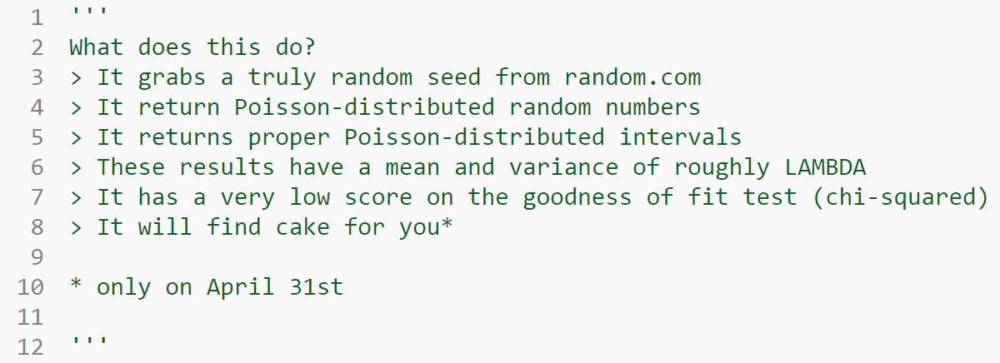 1 '''
2 What does this do?
3 > It grabs a truly random seed from random.com
4 > It return Poisson-distributed random numbers
5 > It returns proper Poisson-distributed intervals
6 > These results have a mean and variance of roughly LAMBDA
7 > It has a very low score on the goodness of fit test (chi-squared)
8 > It will find cake for you*
9
10 * only on April 31st
11
12 '''